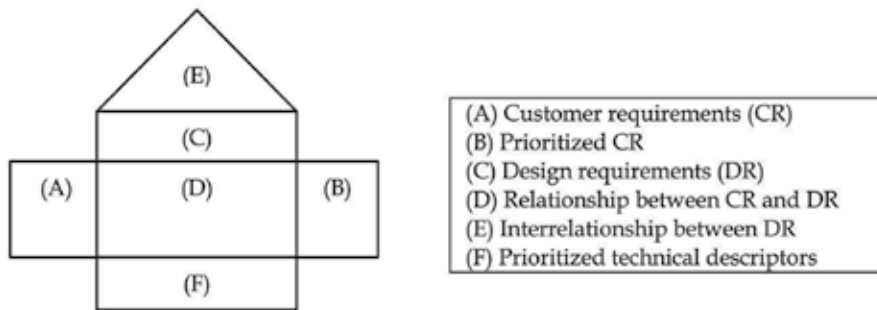 (E)
(C)
(A)
(D)
(B)
(F)
(A) Customer requirements (CR)
(B) Prioritized CR
(C) Design requirements (DR)
(D) Relationship between CR and DR
(E) Interrelationship between DR
(F) Prioritized technical descriptors